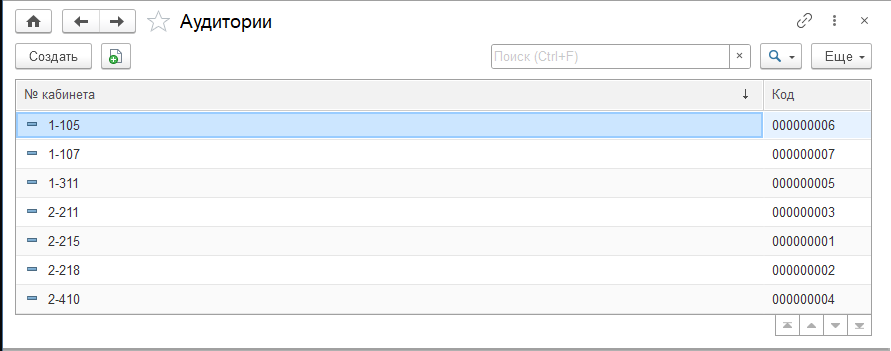 Аудитории
Создать Поиск (Ctrl+F) × Еще
№ кабинета ↓ Код
1-105 000000006
1-107 000000007
1-311 000000005
2-211 000000003
2-215 000000001
2-218 000000002
2-410 000000004